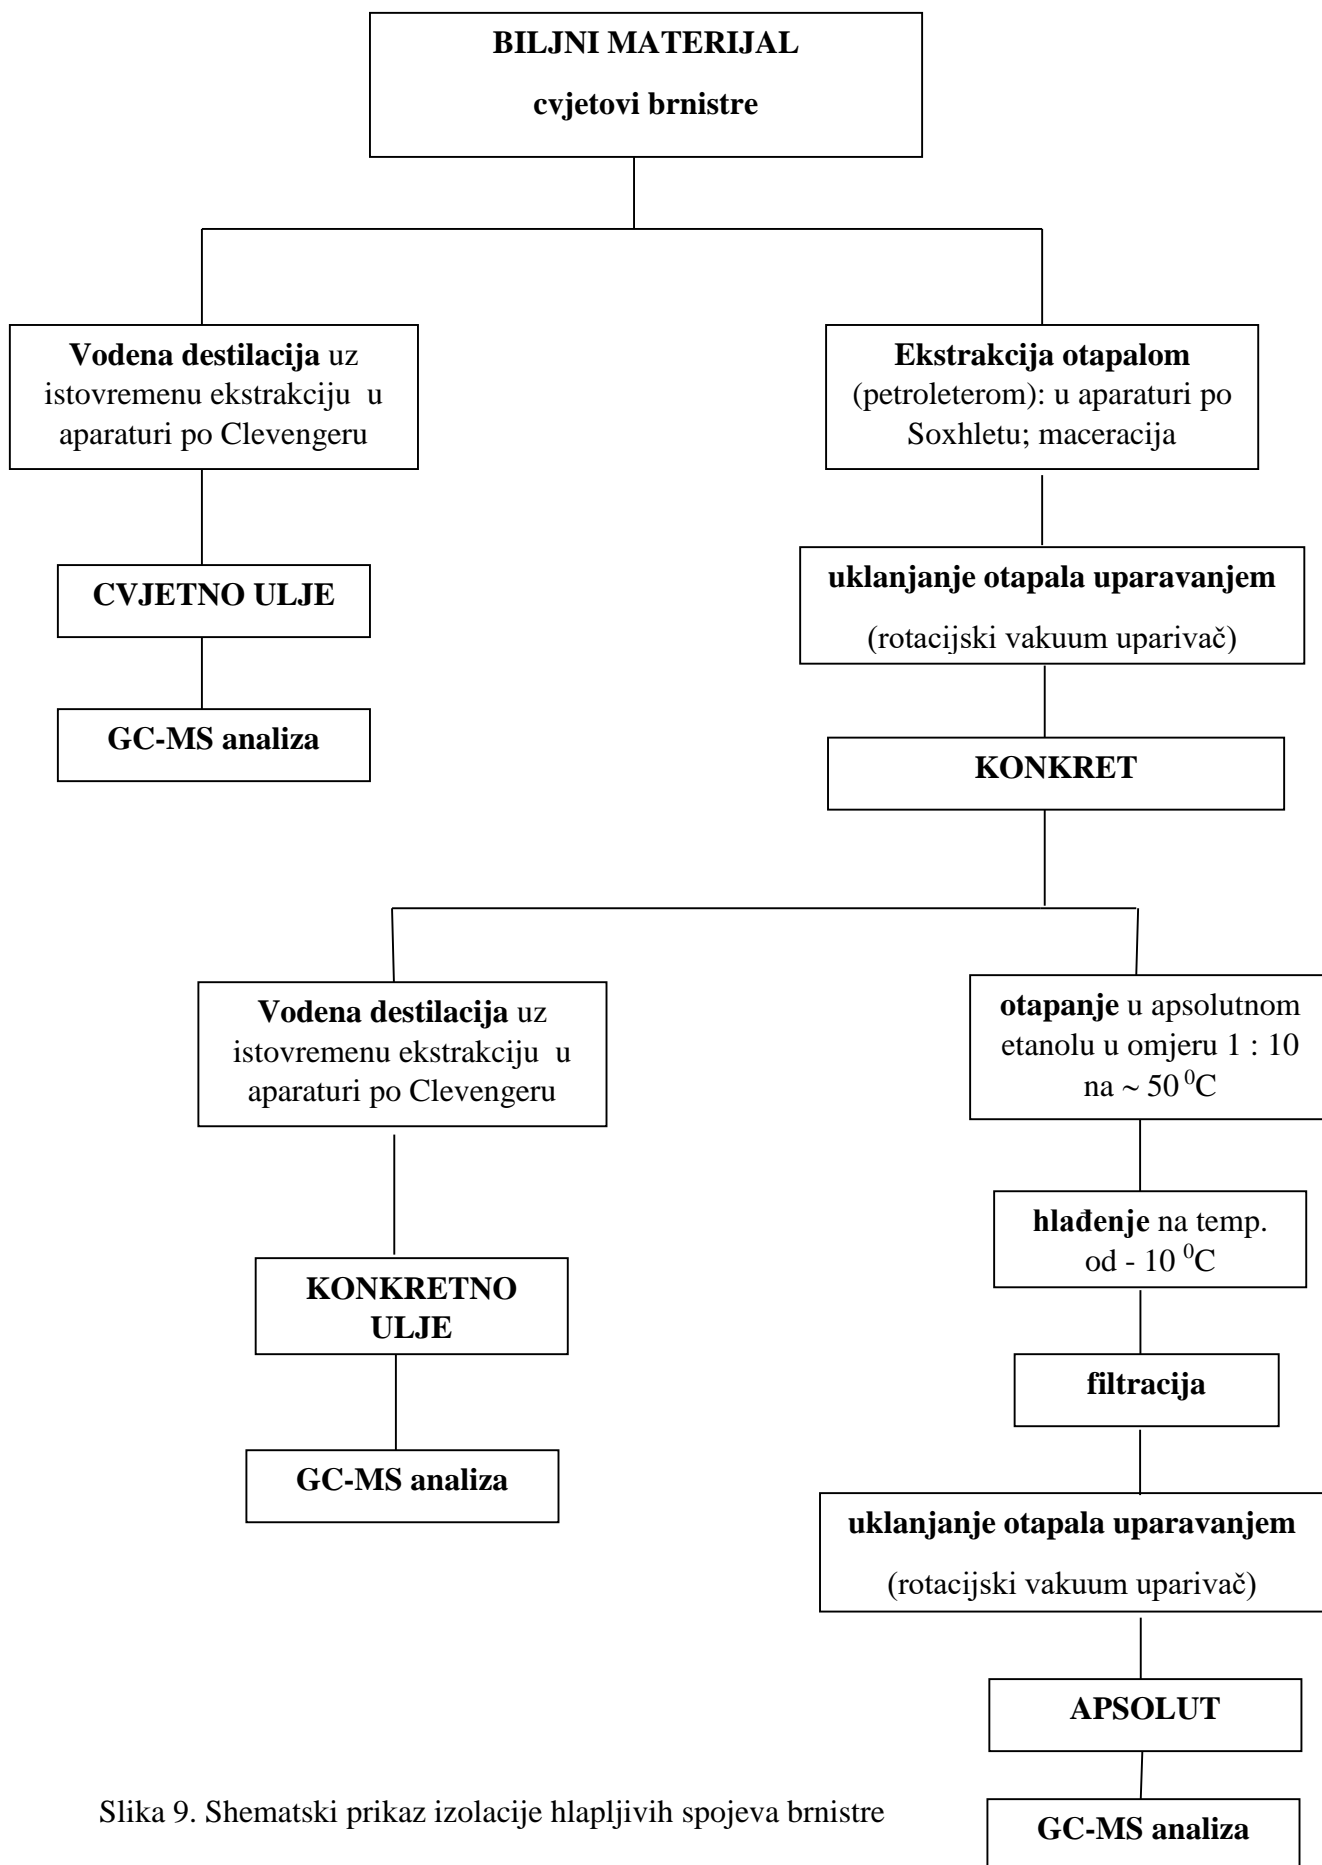 BILJNI MATERIJAL
cvjetovi brnistre
Vodena destilacija uz
istovremenu ekstrakciju u
aparaturi po Clevengeru
CVJETNO ULJE
GC-MS analiza
Ekstrakcija otapalom
(petroleterom): u aparaturi po
Soxhletu; maceracija
uklanjanje otapala uparavanjem
(rotacijski vakuum uparivač)
KONKRET
Vodena destilacija uz
istovremenu ekstrakciju u
aparaturi po Clevengeru
KONKRETNO
ULJE
GC-MS analiza
otapanje u apsolutnom
etanolu u omjeru 1 : 10
na ~ 50 ⁰C
hlađenje na temp.
od - 10 ⁰C
filtracija
uklanjanje otapala uparavanjem
(rotacijski vakuum uparivač)
APSOLUT
GC-MS analiza
Slika 9. Shematski prikaz izolacije hlapljivih spojeva brnistre